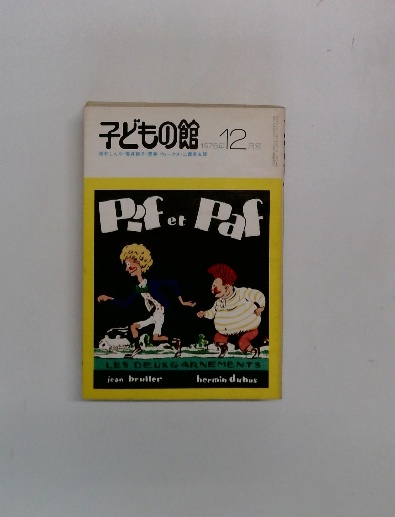 子どもの館 1978年 12 月号
Pif et Paf
LES DEUX GARNEMENTS
jean bruller hermin dubus